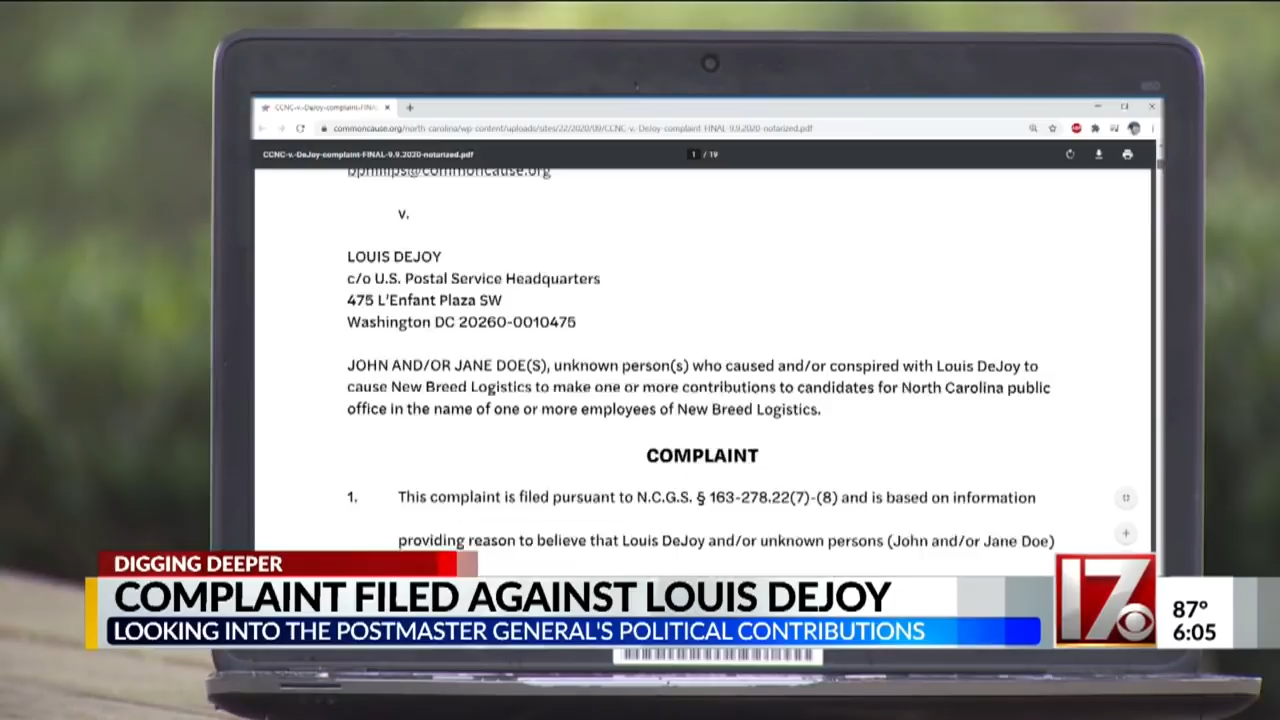 CCNC-v.-DeJoy-complaint-FINAL
commoncause.org/north-carolina/wp-content/uploads/sites/22/2020/09/CCNC-v.-DeJoy-complaint-FINAL-9.9.2020-notarized.pdf
CCNC-v.-DeJoy-complaint-FINAL-9.9.2020-notarized.pdf
1 / 19
bphillips@commoncause.org
v.
LOUIS DEJOY
c/o U.S. Postal Service Headquarters
475 L'Enfant Plaza SW
Washington DC 20260-0010475
JOHN AND/OR JANE DOE(S), unknown person(s) who caused and/or conspired with Louis DeJoy to
cause New Breed Logistics to make one or more contributions to candidates for North Carolina public
office in the name of one or more employees of New Breed Logistics.
COMPLAINT
1. This complaint is filed pursuant to N.C.G.S. § 163-278.22(7)-(8) and is based on information
providing reason to believe that Louis DeJoy and/or unknown persons (John and/or Jane Doe)
DIGGING DEEPER
COMPLAINT FILED AGAINST LOUIS DEJOY
LOOKING INTO THE POSTMASTER GENERAL'S POLITICAL CONTRIBUTIONS
17
87°
6:05